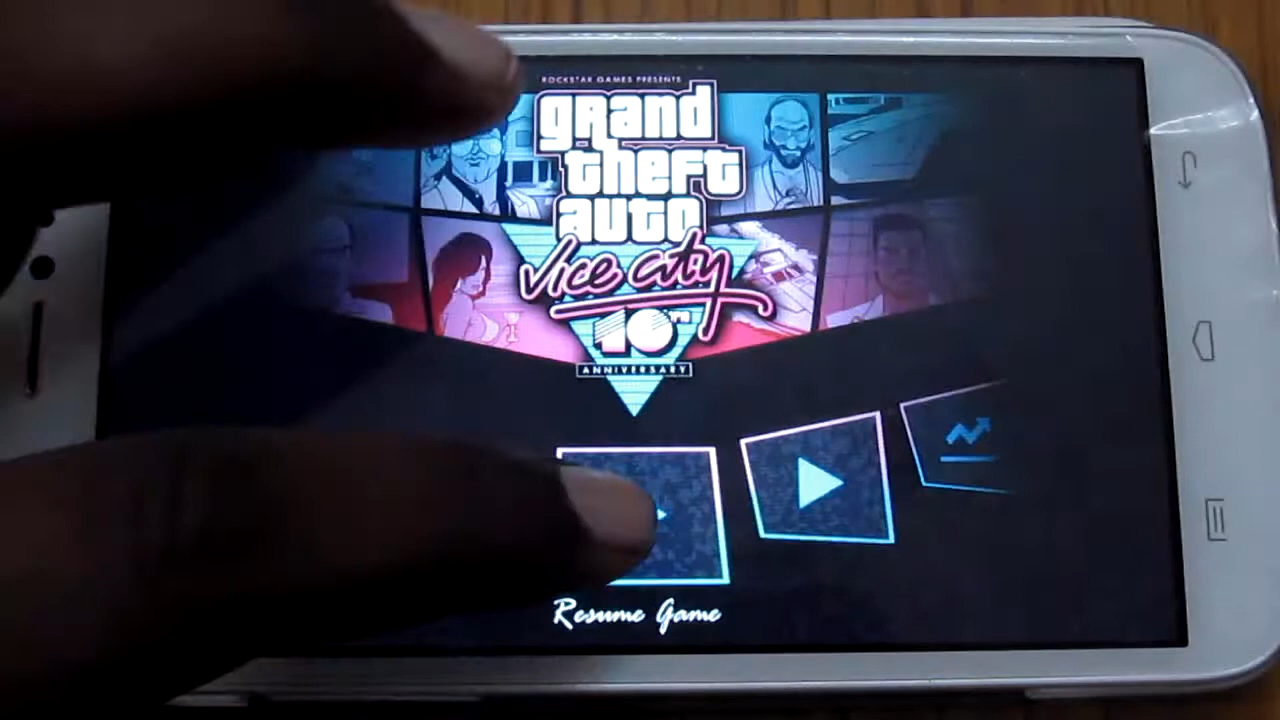 ROCKSTAR GAMES PRESENTS
grand
theft
auto
Vice City
10TH
ANNIVERSARY
Resume Game